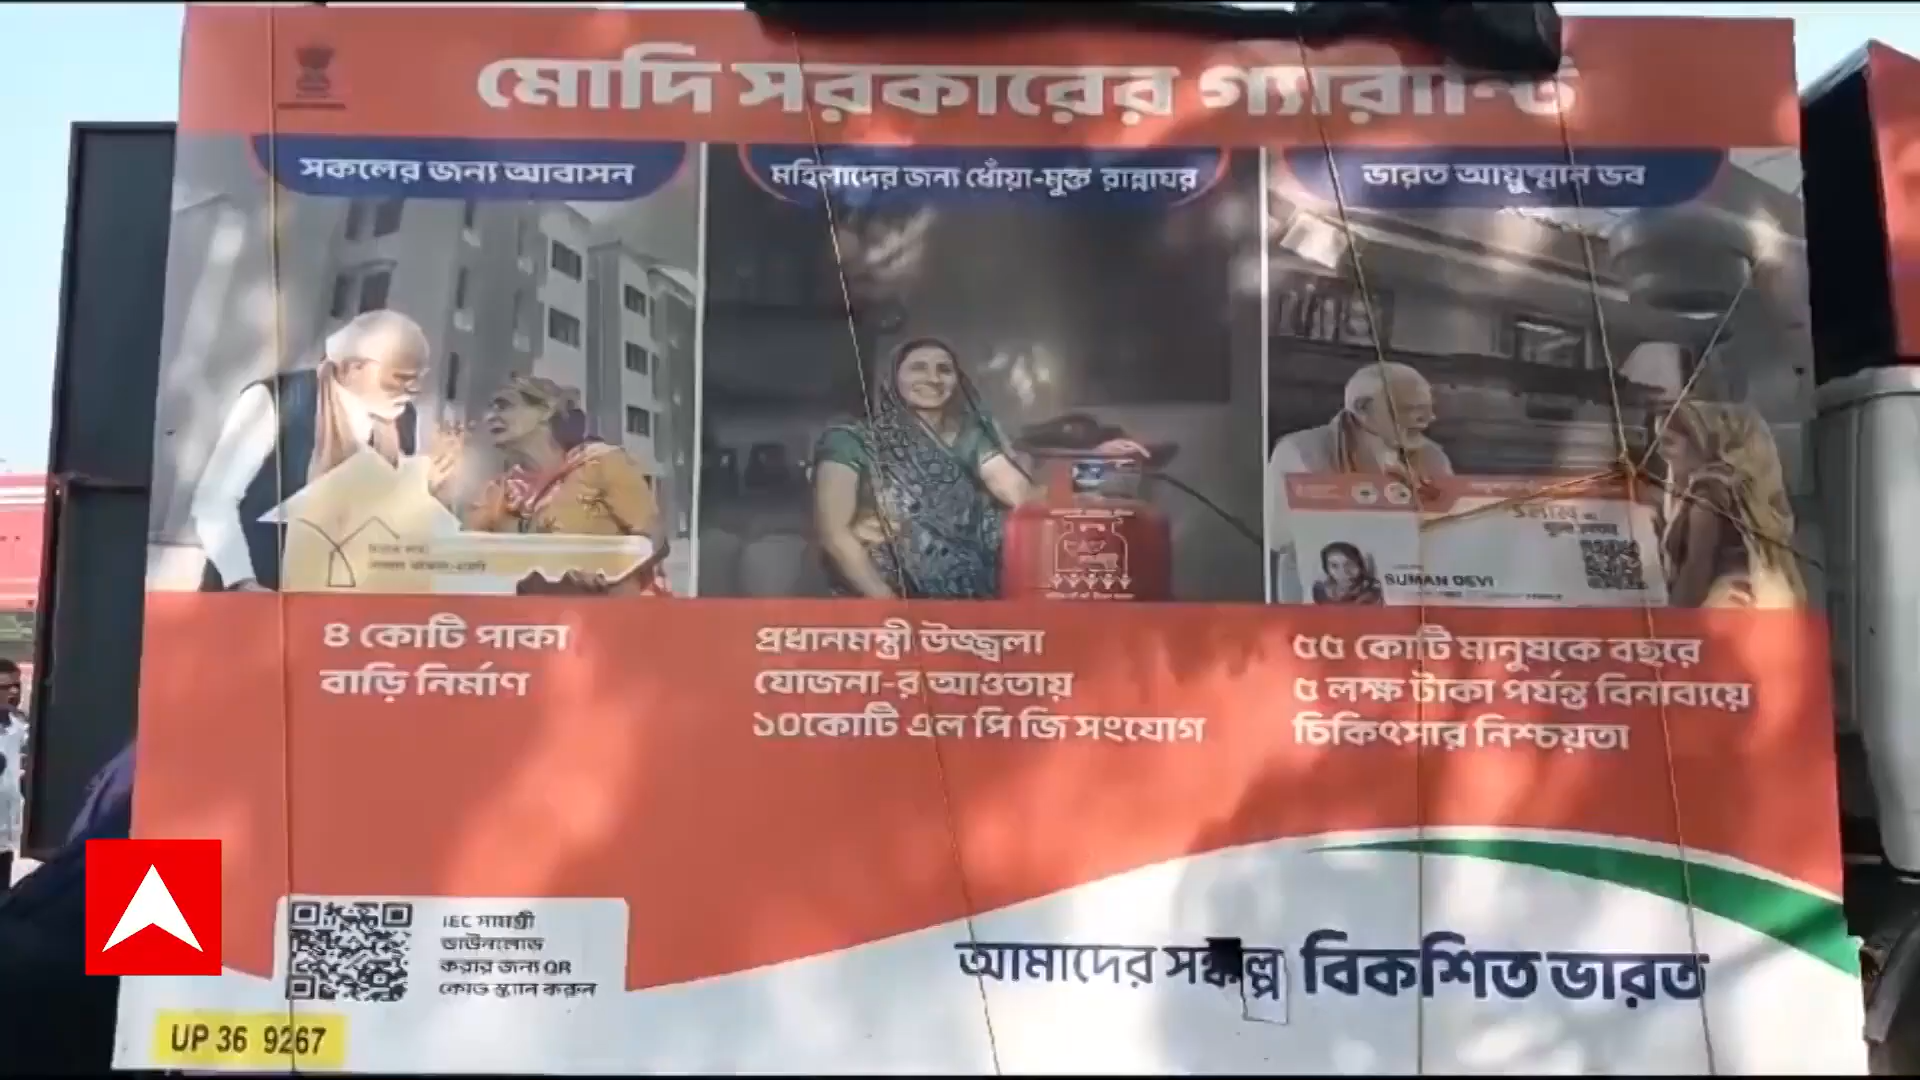 মোদি সরকারের গ্যারান্টি
সকলের জন্য আবাসন
মহিলাদের জন্য ধোঁয়া-মুক্ত রান্নাঘর
ভারত আয়ুষ্মান ভব
SUMAN DEVI
৪ কোটি পাকা
বাড়ি নির্মাণ
প্রধানমন্ত্রী উজ্জ্বলা
যোজনা-র আওতায়
১০কোটি এল পি জি সংযোগ
৫৫ কোটি মানুষকে বছরে
৫ লক্ষ টাকা পর্যন্ত বিনাব্যয়ে
চিকিৎসার নিশ্চয়তা
IEC সামগ্রী
ডাউনলোড
করার জন্য QR
কোড স্ক্যান করুন
আমাদের সঙ্কল্প বিকশিত ভারত
UP 36 9267